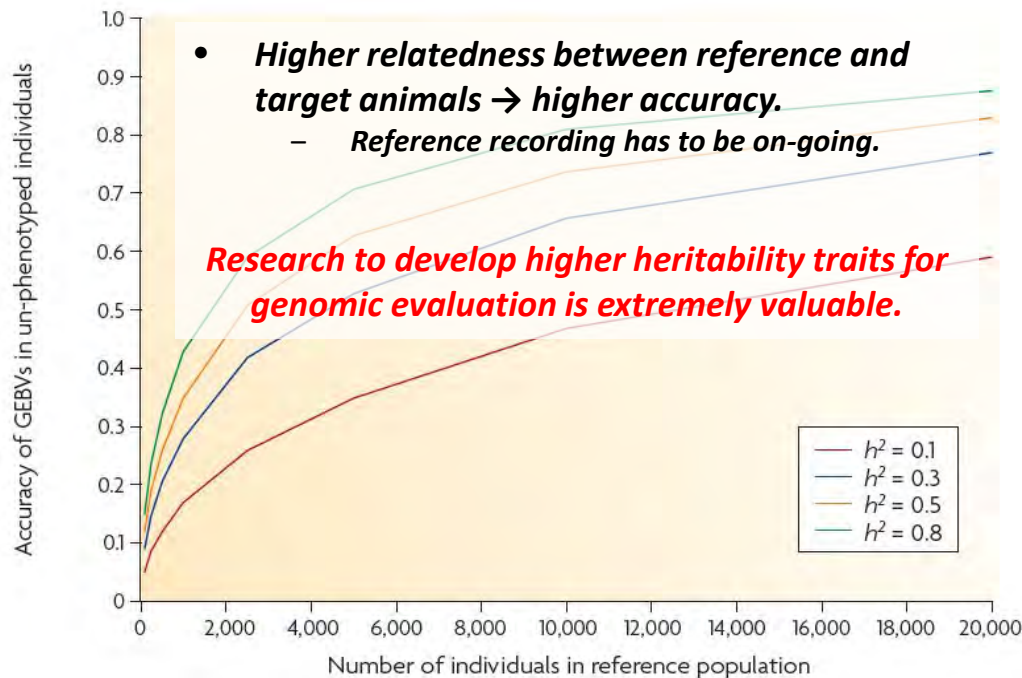 1.0
0.9
0.8
0.7
0.6
0.5
0.4
0.3
0.2
0.1
0
Accuracy of GEBVs in un-phenotyped individuals
• Higher relatedness between reference and
target animals → higher accuracy.
– Reference recording has to be on-going.
Research to develop higher heritability traits for
genomic evaluation is extremely valuable.
h² = 0.1
h² = 0.3
h² = 0.5
h² = 0.8
0 2,000 4,000 6,000 8,000 10,000 12,000 14,000 16,000 18,000 20,000
Number of individuals in reference population